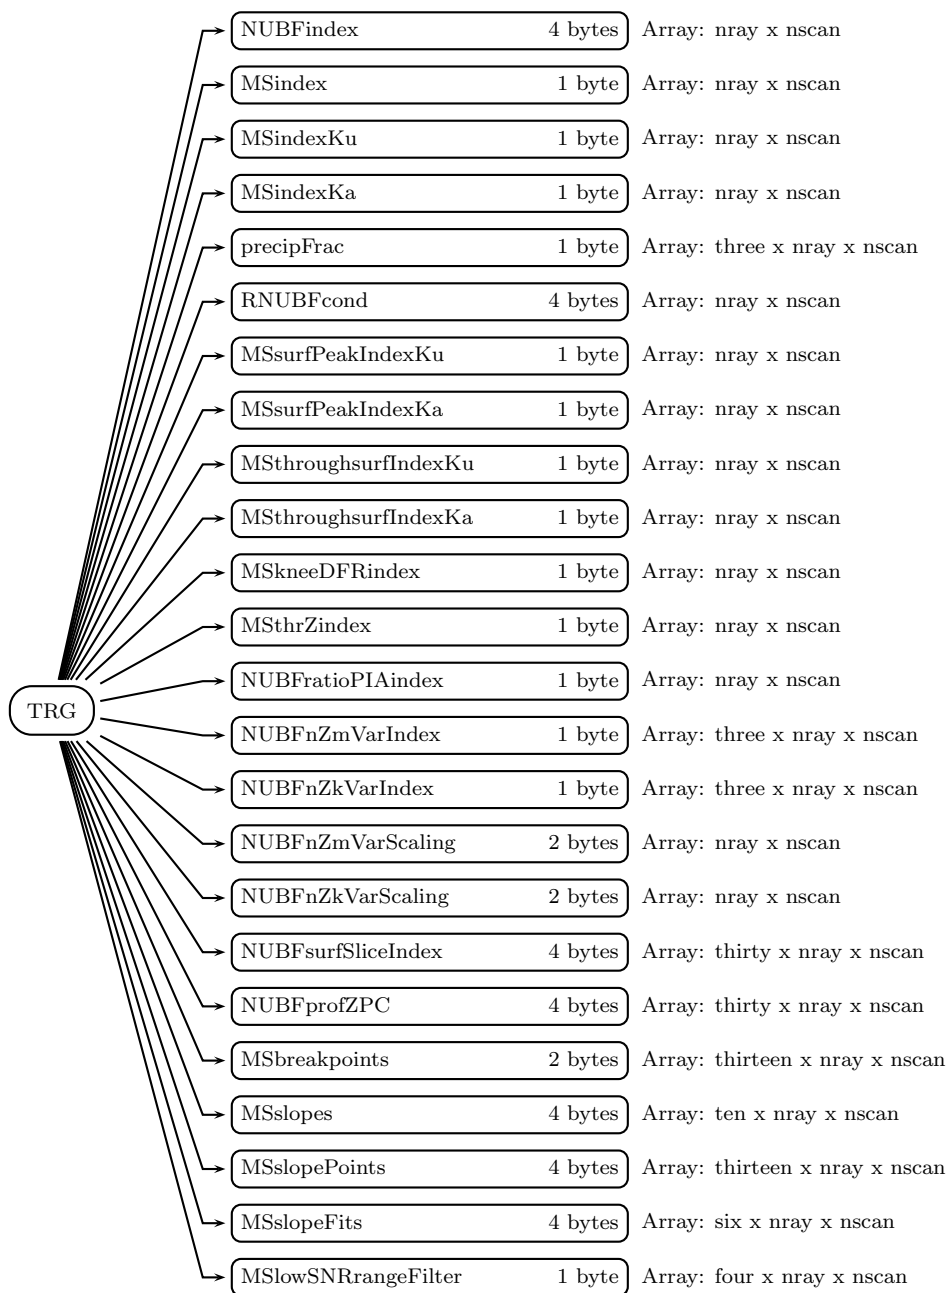 NUBFindex 4 bytes Array: nray x nscan
MSindex 1 byte Array: nray x nscan
MSindexKu 1 byte Array: nray x nscan
MSindexKa 1 byte Array: nray x nscan
precipFrac 1 byte Array: three x nray x nscan
RNUBFcond 4 bytes Array: nray x nscan
MSsurfPeakIndexKu 1 byte Array: nray x nscan
MSsurfPeakIndexKa 1 byte Array: nray x nscan
MSthroughsurfIndexKu 1 byte Array: nray x nscan
MSthroughsurfIndexKa 1 byte Array: nray x nscan
MSkneeDFRindex 1 byte Array: nray x nscan
MSthrZindex 1 byte Array: nray x nscan
NUBFratioPIAindex 1 byte Array: nray x nscan
TRG
NUBFnZmVarIndex 1 byte Array: three x nray x nscan
NUBFnZkVarIndex 1 byte Array: three x nray x nscan
NUBFnZmVarScaling 2 bytes Array: nray x nscan
NUBFnZkVarScaling 2 bytes Array: nray x nscan
NUBFsurfSliceIndex 4 bytes Array: thirty x nray x nscan
NUBFprofZPC 4 bytes Array: thirty x nray x nscan
MSbreakpoints 2 bytes Array: thirteen x nray x nscan
MSslopes 4 bytes Array: ten x nray x nscan
MSslopePoints 4 bytes Array: thirteen x nray x nscan
MSslopeFits 4 bytes Array: six x nray x nscan
MSlowSNRrangeFilter 1 byte Array: four x nray x nscan